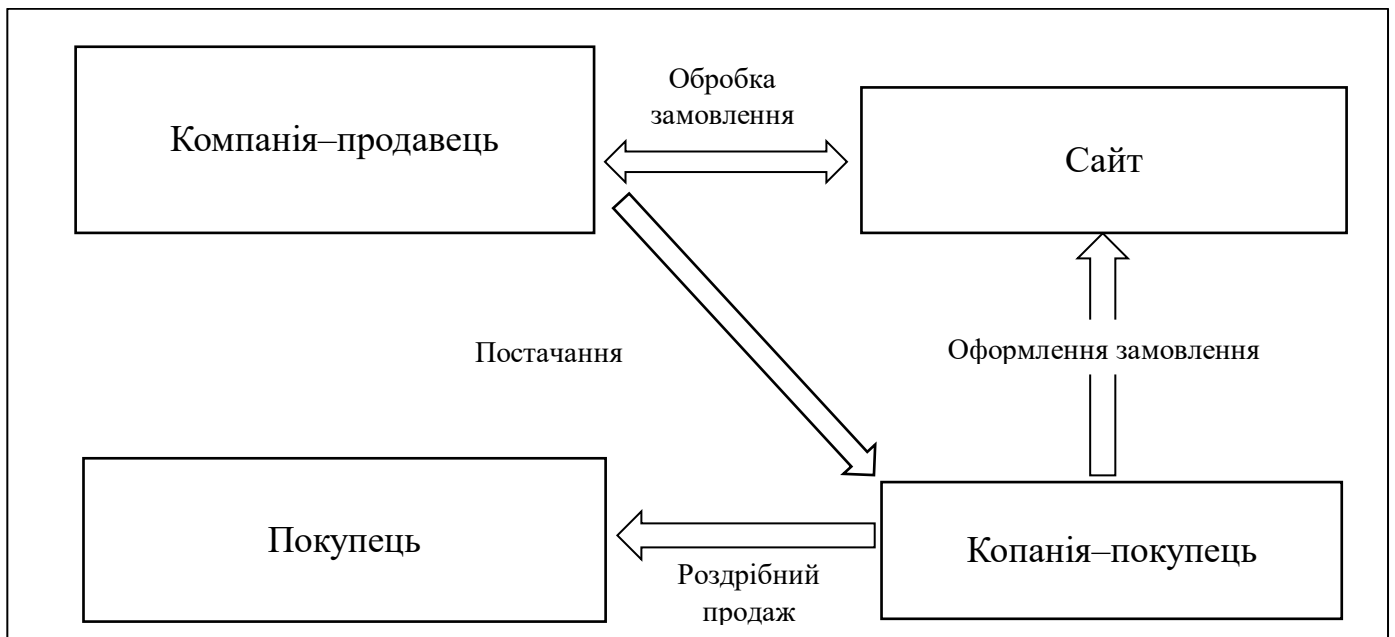 Обробка
замовлення
Компанія–продавець
Сайт
Постачання
Оформлення замовлення
Покупець
Копанія–покупець
Роздрібний
продаж